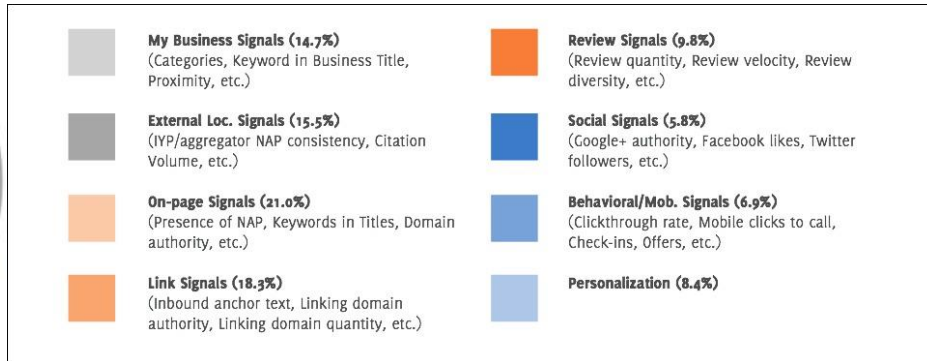 My Business Signals (14.7%)
(Categories, Keyword in Business Title,
Proximity, etc.)
External Loc. Signals (15.5%)
(IYP/aggregator NAP consistency, Citation
Volume, etc.)
On-page Signals (21.0%)
(Presence of NAP, Keywords in Titles, Domain
authority, etc.)
Link Signals (18.3%)
(Inbound anchor text, Linking domain
authority, Linking domain quantity, etc.)
Review Signals (9.8%)
(Review quantity, Review velocity, Review
diversity, etc.)
Social Signals (5.8%)
(Google+ authority, Facebook likes, Twitter
followers, etc.)
Behavioral/Mob. Signals (6.9%)
(Clickthrough rate, Mobile clicks to call,
Check-ins, Offers, etc.)
Personalization (8.4%)